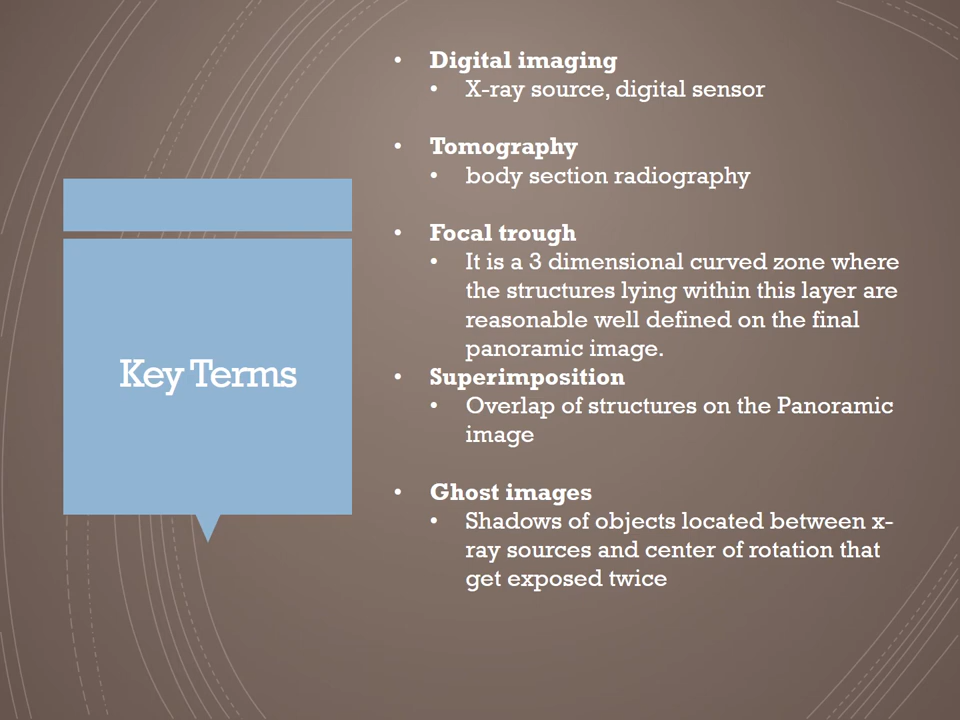 Key Terms
• Digital imaging
• X-ray source, digital sensor
• Tomography
• body section radiography
• Focal trough
• It is a 3 dimensional curved zone where
the structures lying within this layer are
reasonable well defined on the final
panoramic image.
• Superimposition
• Overlap of structures on the Panoramic
image
• Ghost images
• Shadows of objects located between x-
ray sources and center of rotation that
get exposed twice